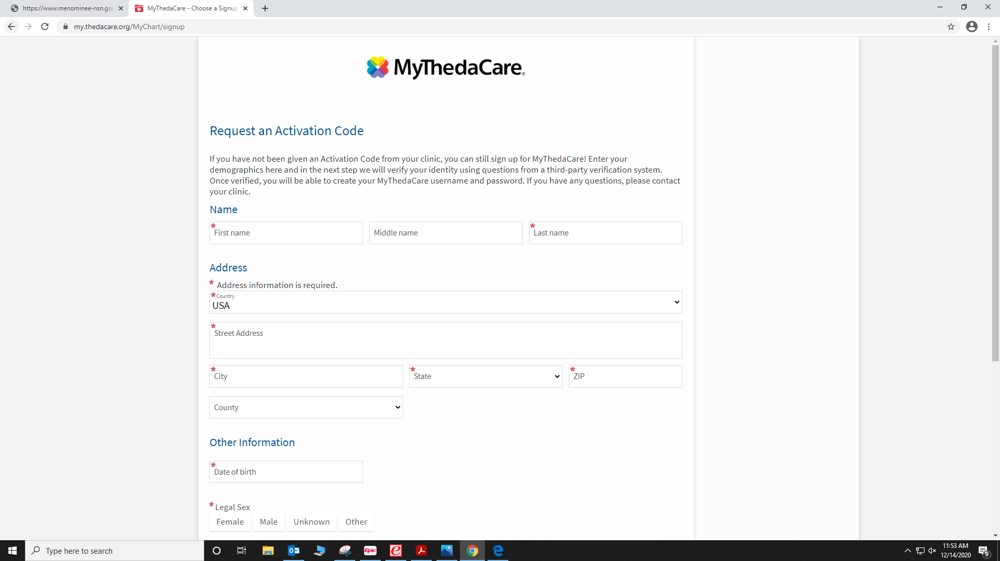 https://www.menominee-nsn.gov
MyThedaCare - Choose a Signup
my.thedacare.org/MyChart/signup
MyThedaCare®
Request an Activation Code
If you have not been given an Activation Code from your clinic, you can still sign up for MyThedaCare! Enter your
demographics here and in the next step we will verify your identity using questions from a third-party verification system.
Once verified, you will be able to create your MyThedaCare username and password. If you have any questions, please contact
your clinic.
Name
* First name
Middle name
* Last name
Address
* Address information is required.
* Country
USA
* Street Address
* City
* State
* ZIP
County
Other Information
* Date of birth
* Legal Sex
Female Male Unknown Other
Type here to search
Epic
11:53 AM
12/14/2020
9